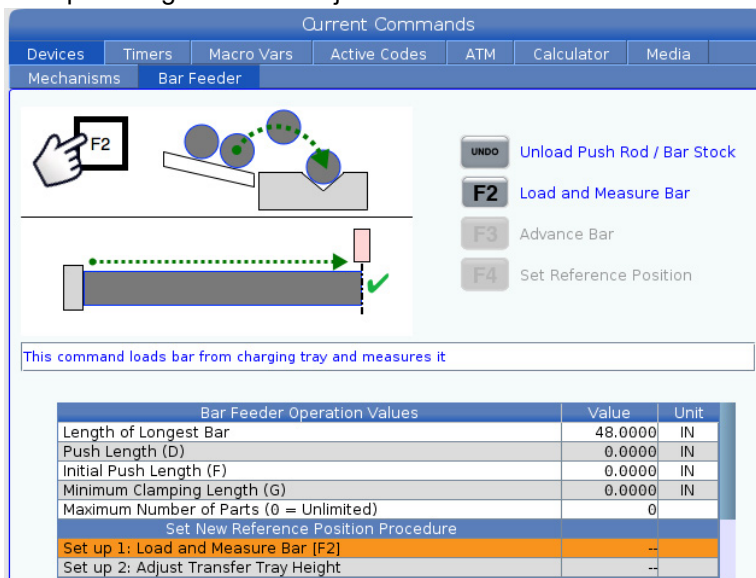 Current Commands
Devices Timers Macro Vars Active Codes ATM Calculator Media
Mechanisms Bar Feeder
F2
UNDO Unload Push Rod / Bar Stock
F2 Load and Measure Bar
F3 Advance Bar
F4 Set Reference Position
This command loads bar from charging tray and measures it
Bar Feeder Operation Values Value Unit
Length of Longest Bar 48.0000 IN
Push Length (D) 0.0000 IN
Initial Push Length (F) 0.0000 IN
Minimum Clamping Length (G) 0.0000 IN
Maximum Number of Parts (0 = Unlimited) 0
Set New Reference Position Procedure
Set up 1: Load and Measure Bar [F2] --
Set up 2: Adjust Transfer Tray Height --